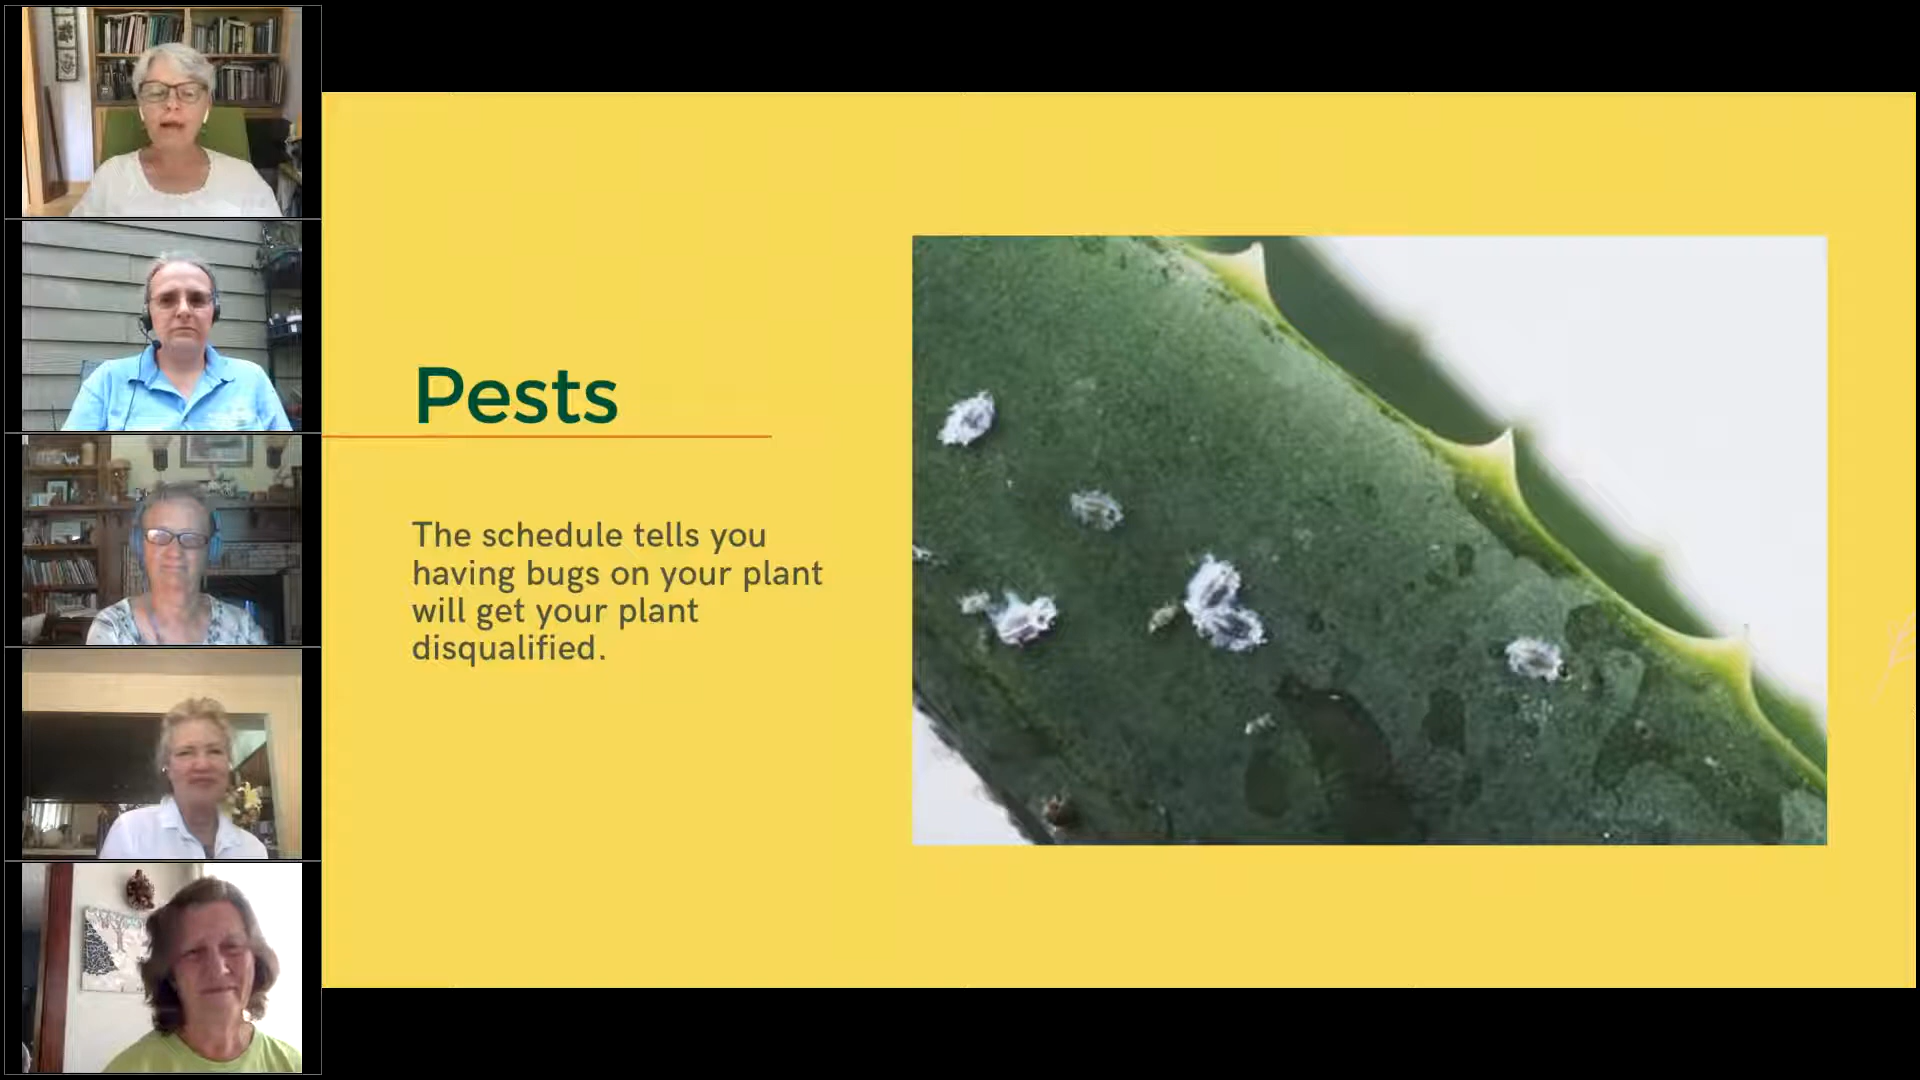 Pests
The schedule tells you
having bugs on your plant
will get your plant
disqualified.